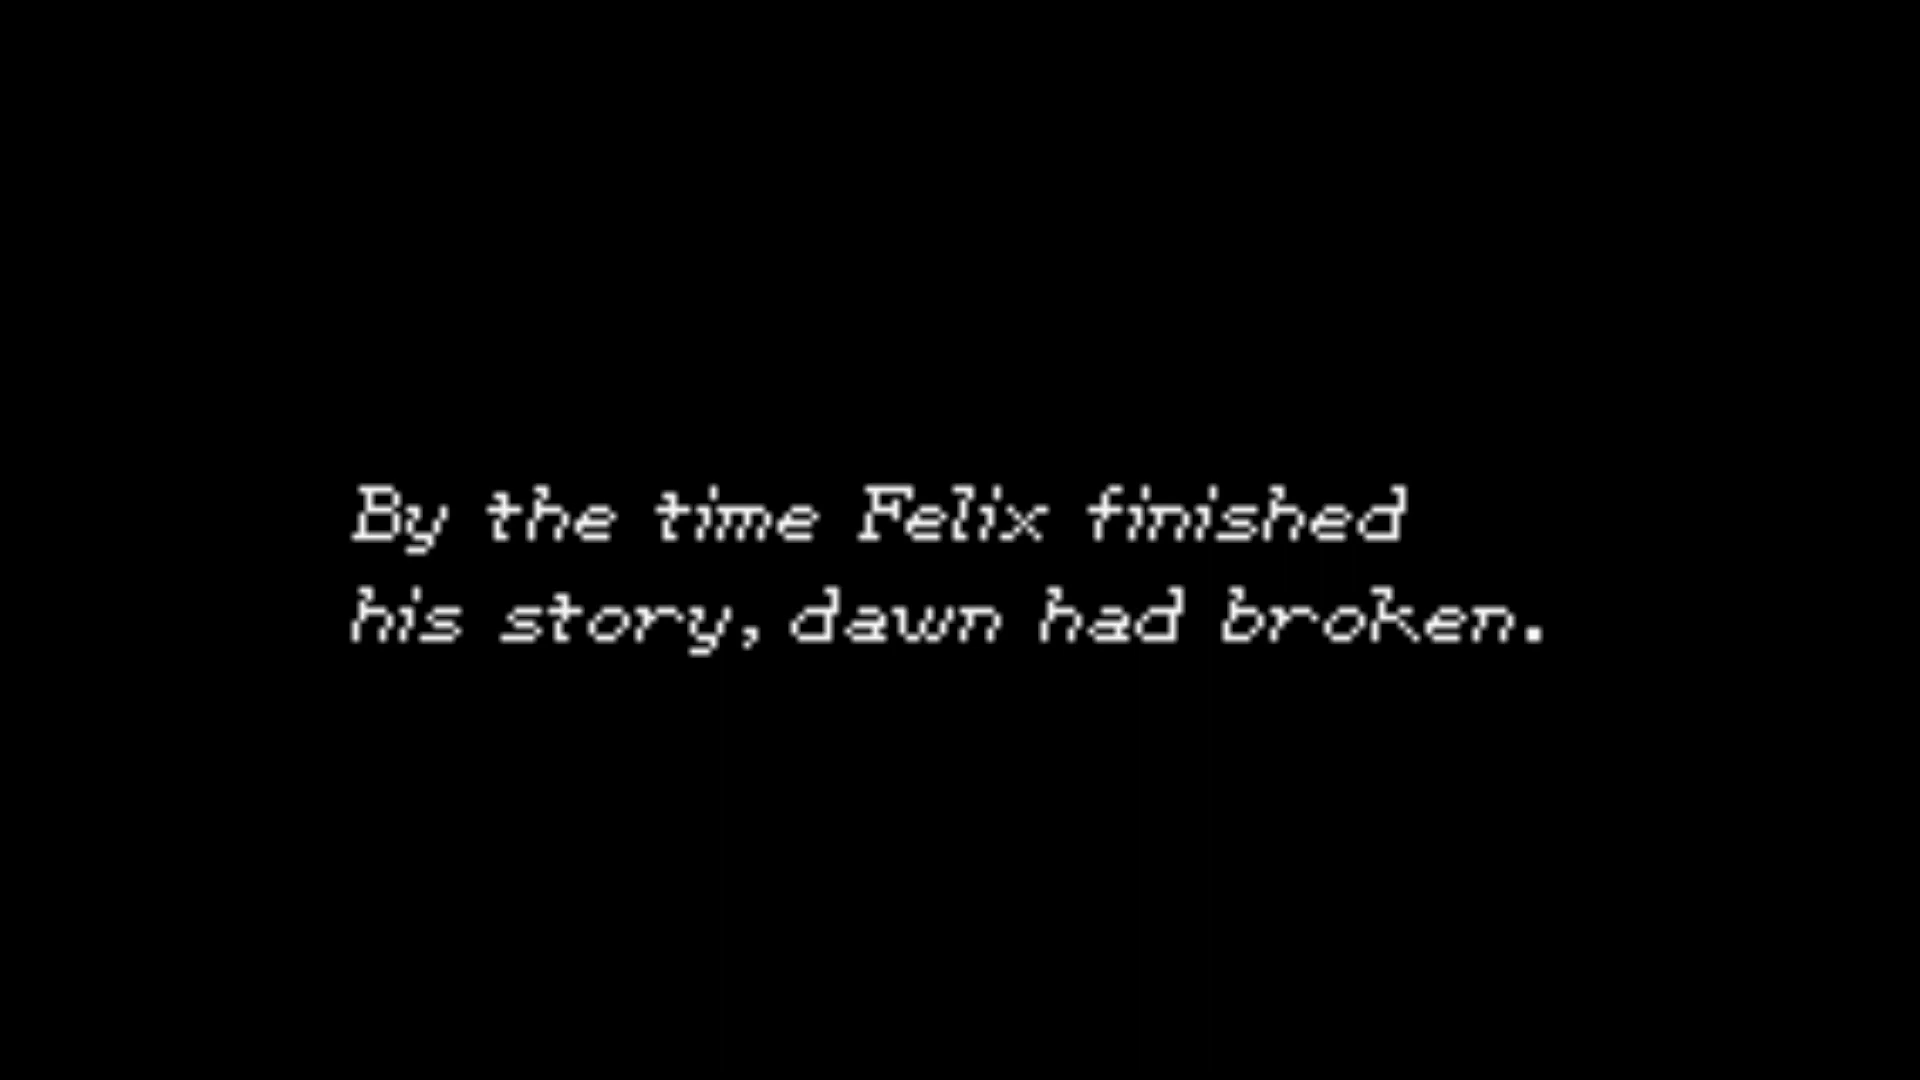 By the time Felix finished
his story, dawn had broken.